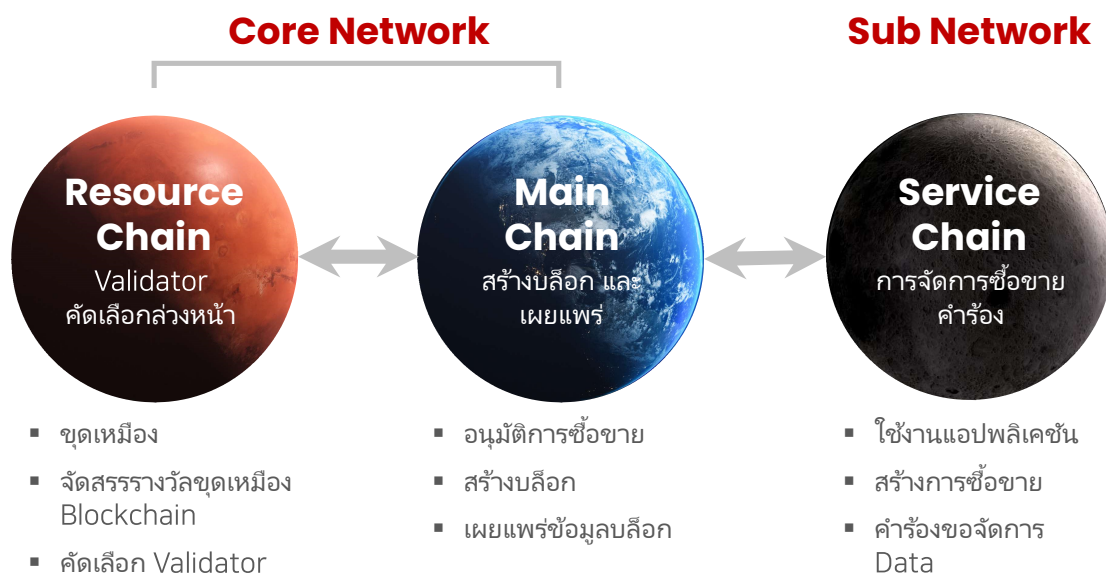 Core Network
Sub Network
Resource
Chain
Validator
คัดเลือกล่วงหน้า
Main
Chain
สร้างบล็อก และ
เผยแพร่
Service
Chain
การจัดการซื้อขาย
คำร้อง
▪ ขุดเหมือง
▪ จัดสรรรางวัลขุดเหมือง
Blockchain
▪ คัดเลือก Validator
▪ อนุมัติการซื้อขาย
▪ สร้างบล็อก
▪ เผยแพร่ข้อมูลบล็อก
▪ ใช้งานแอปพลิเคชัน
▪ สร้างการซื้อขาย
▪ คำร้องขอจัดการ
Data